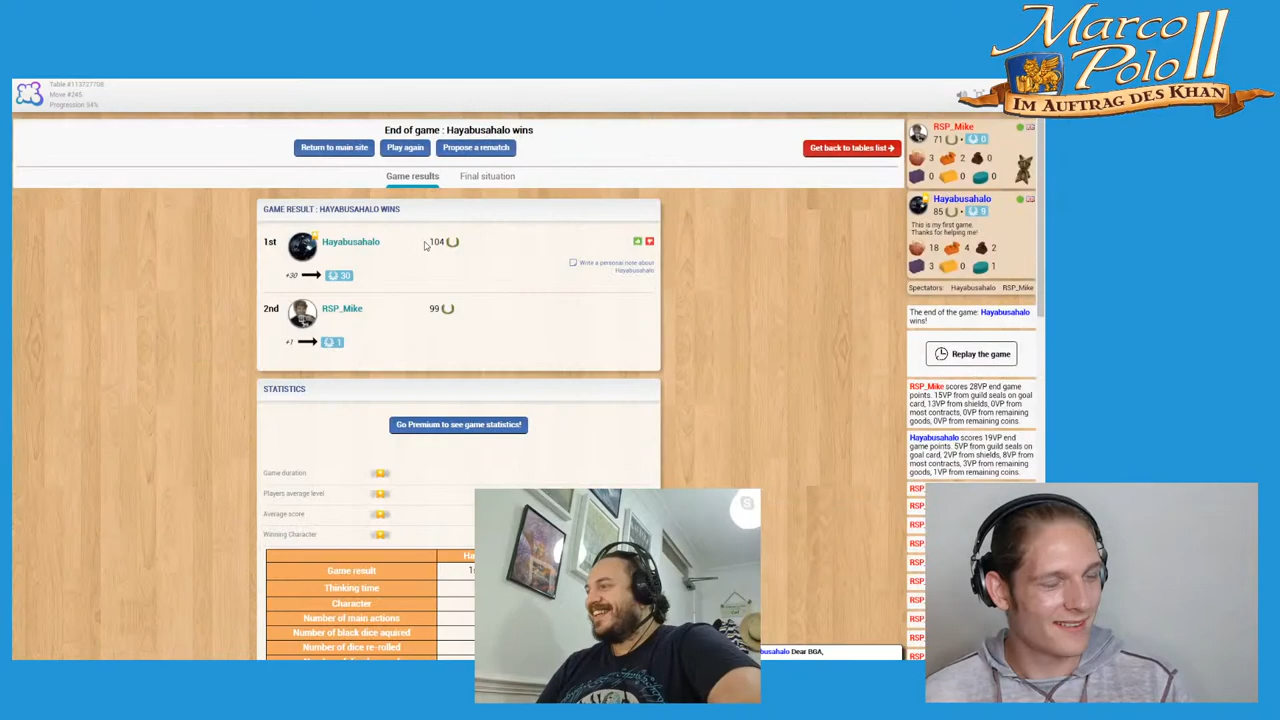 Marco
Polo II
IM AUFTRAG DES KHAN
Table #113727708
Move #245
Progression 94%
End of game : Hayabusahalo wins
Return to main site
Play again
Propose a rematch
Get back to tables list
Game results
Final situation
GAME RESULT : HAYABUSAHALO WINS
1st
Hayabusahalo
104
Write a personal note about
Hayabusahalo
+30
30
2nd
RSP_Mike
99
+1
1
STATISTICS
Go Premium to see game statistics!
Game duration
Players average level
Average score
Winning Character
Game result
Thinking time
Character
Number of main actions
Number of black dice aquired
Number of dice re-rolled
RSP_Mike
71 • 0
3 2 0
0 0 0
Hayabusahalo
85 • 9
This is my first game.
Thanks for helping me!
18 4 2
3 0 1
Spectators: Hayabusahalo RSP_Mike
The end of the game: Hayabusahalo
wins!
Replay the game
RSP_Mike scores 28VP end game
points. 15VP from guild seals on goal
card, 13VP from shields, 0VP from
most contracts, 0VP from remaining
goods, 0VP from remaining coins.
Hayabusahalo scores 19VP end
game points. 5VP from guild seals on
goal card, 2VP from shields, 8VP from
most contracts, 3VP from remaining
goods, 1VP from remaining coins.
Dear BGA,